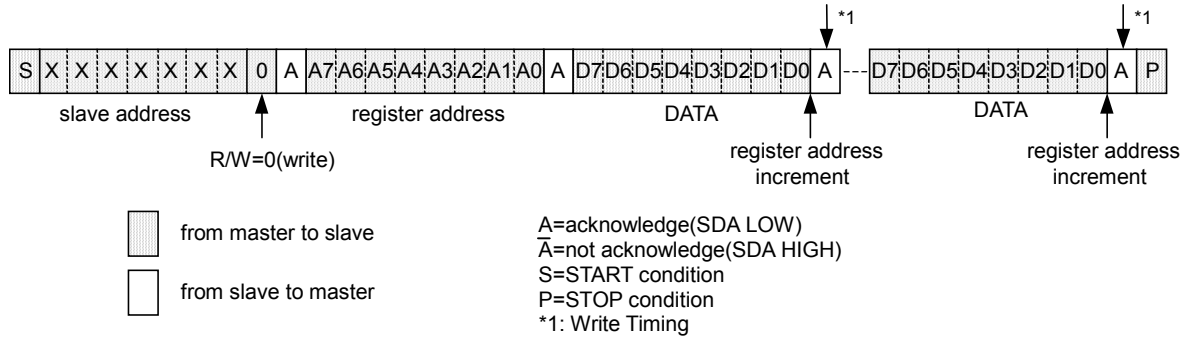 *1 *1
S X X X X X X X 0 A A7 A6 A5 A4 A3 A2 A1 A0 A D7 D6 D5 D4 D3 D2 D1 D0 A D7 D6 D5 D4 D3 D2 D1 D0 A P
slave address register address DATA DATA
R/W=0(write)
register address
increment
register address
increment
from master to slave
from slave to master
A=acknowledge(SDA LOW)
A̅=not acknowledge(SDA HIGH)
S=START condition
P=STOP condition
*1: Write Timing